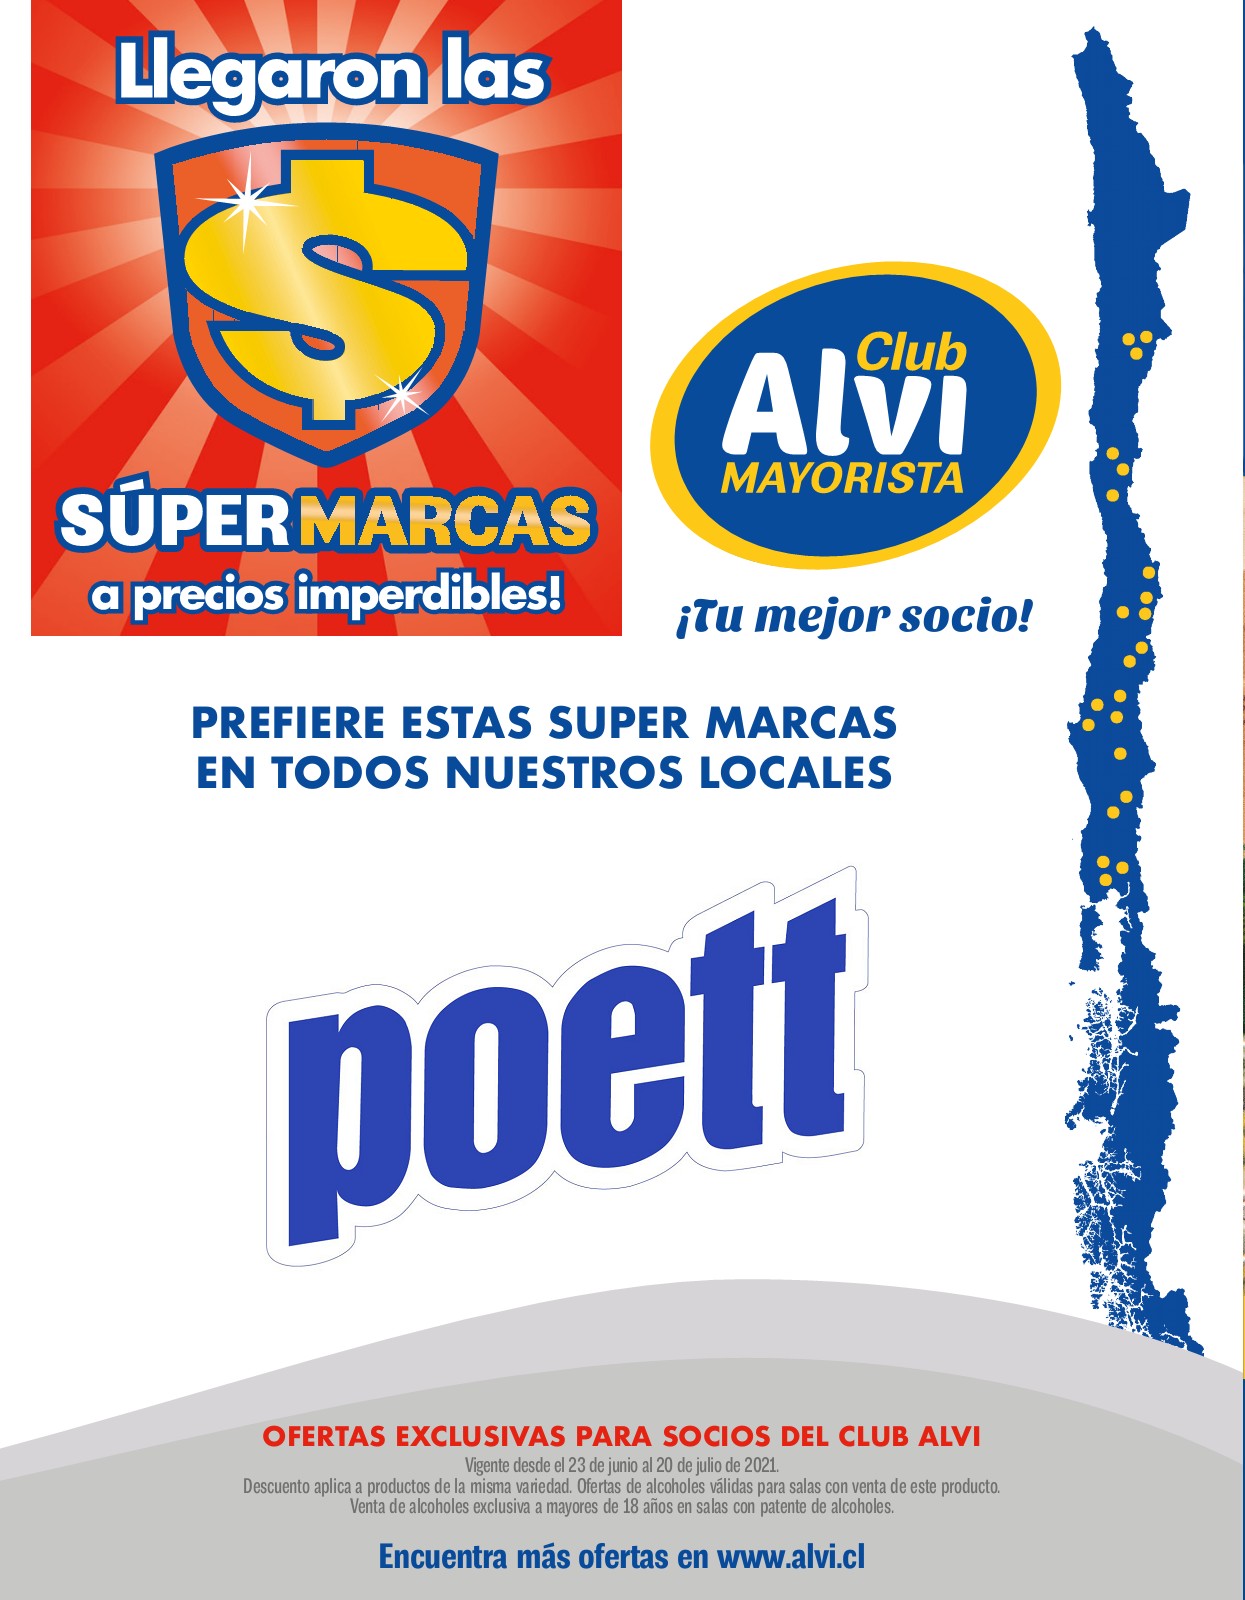 Llegaron las
$
SÚPER MARCAS
a precios imperdibles!
Club
Alvi
MAYORISTA
¡Tu mejor socio!
PREFIERE ESTAS SUPER MARCAS
EN TODOS NUESTROS LOCALES
poett
OFERTAS EXCLUSIVAS PARA SOCIOS DEL CLUB ALVI
Vigente desde el 23 de junio al 20 de julio de 2021.
Descuento aplica a productos de la misma variedad. Ofertas de alcoholes válidas para salas con venta de este producto.
Venta de alcoholes exclusiva a mayores de 18 años en salas con patente de alcoholes.
Encuentra más ofertas en www.alvi.cl